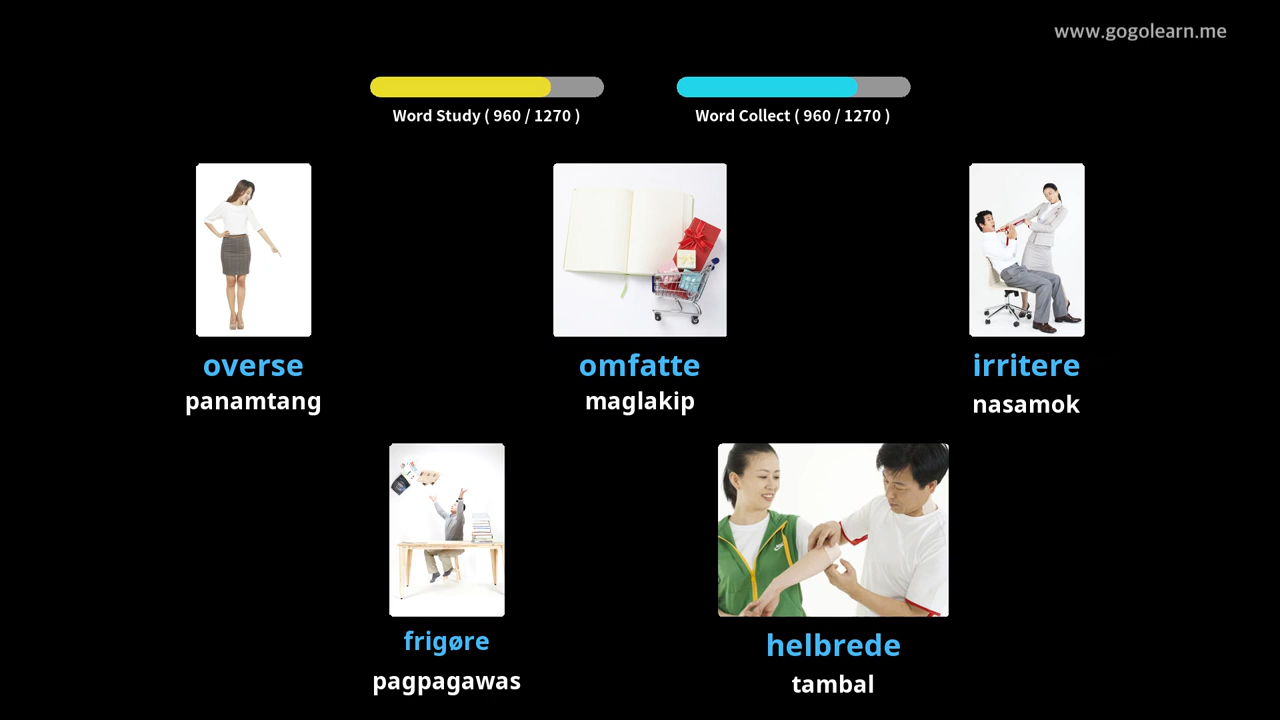 www.gogolearn.me
Word Study ( 960 / 1270 )
Word Collect ( 960 / 1270 )
overse
panamtang
omfatte
maglakip
irritere
nasamok
frigøre
pagpagawas
helbrede
tambal